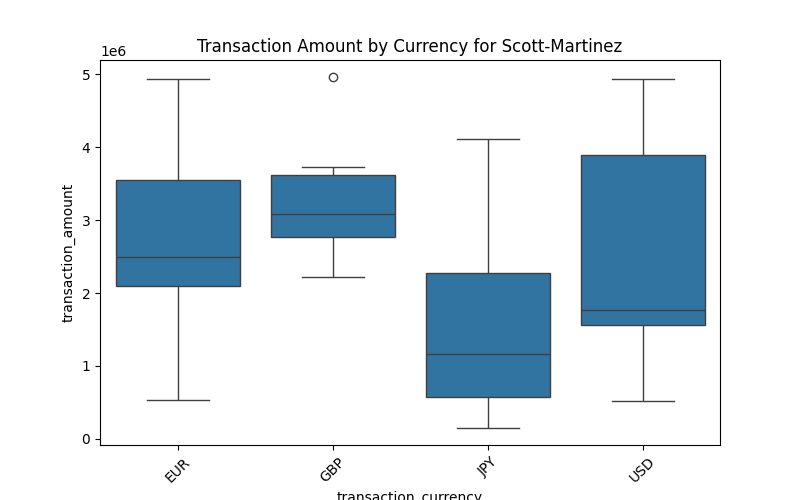 Transaction Amount by Currency for Scott-Martinez
1e6
5
4
3
2
1
0
transaction_amount
EUR
GBP
JPY
USD
transaction_currency